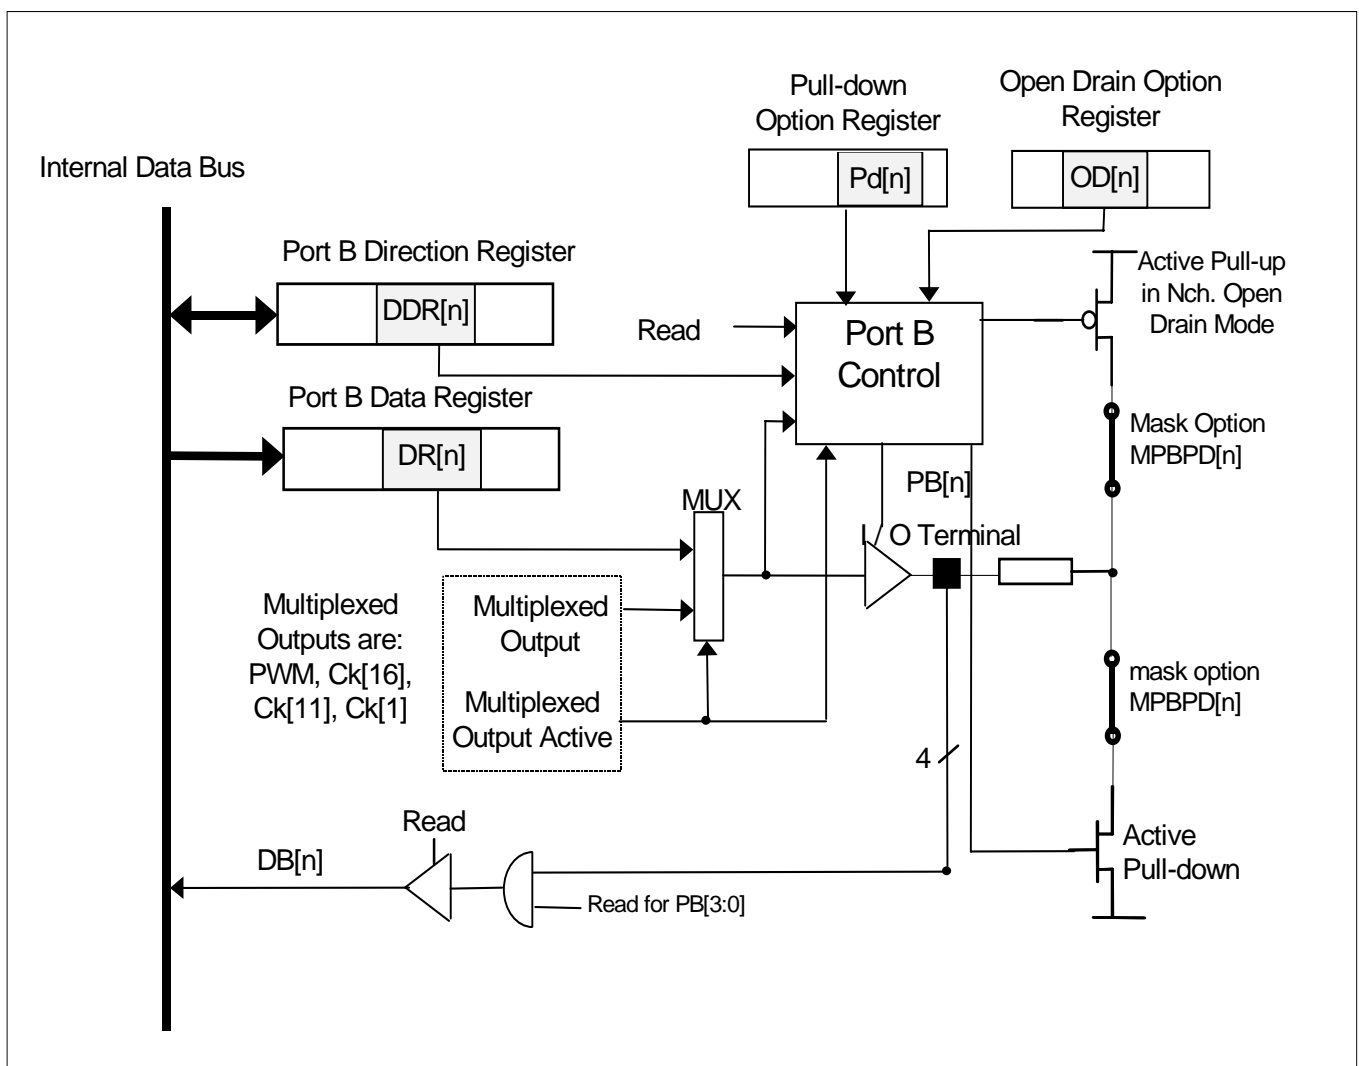 Pull-down
Option Register
Open Drain Option
Register
Internal Data Bus
Pd[n]
OD[n]
Port B Direction Register
Active Pull-up
in Nch. Open
Drain Mode
DDR[n]
Read
Port B
Control
Port B Data Register
Mask Option
MPBPD[n]
DR[n]
PB[n]
MUX
I/O Terminal
Multiplexed
Outputs are:
PWM, Ck[16],
Ck[11], Ck[1]
Multiplexed
Output
Multiplexed
Output Active
mask option
MPBPD[n]
4
Read
DB[n]
Active
Pull-down
Read for PB[3:0]